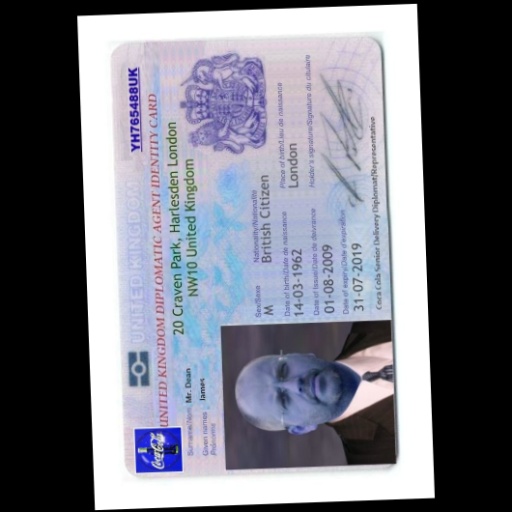 YH765488UK
UNITED KINGDOM
UNITED KINGDOM DIPLOMATIC AGENT IDENTITY CARD
20 Craven Park, Harlesden London
NW10 United Kingdom
Coca-Cola
Surname/Nom Mr. Dean
Given names James
Prénoms
Sex/Sexe Nationality/Nationalité
M British Citizen
Date of birth/Date de naissance Place of birth/Lieu de naissance
14-03-1962 London
Date of issue/Date de délivrance Holder's signature/Signature du titulaire
01-08-2009
Date of expiry/Date d'expiration
31-07-2019
Coca Cola Senior Delivery Diplomat/Representative